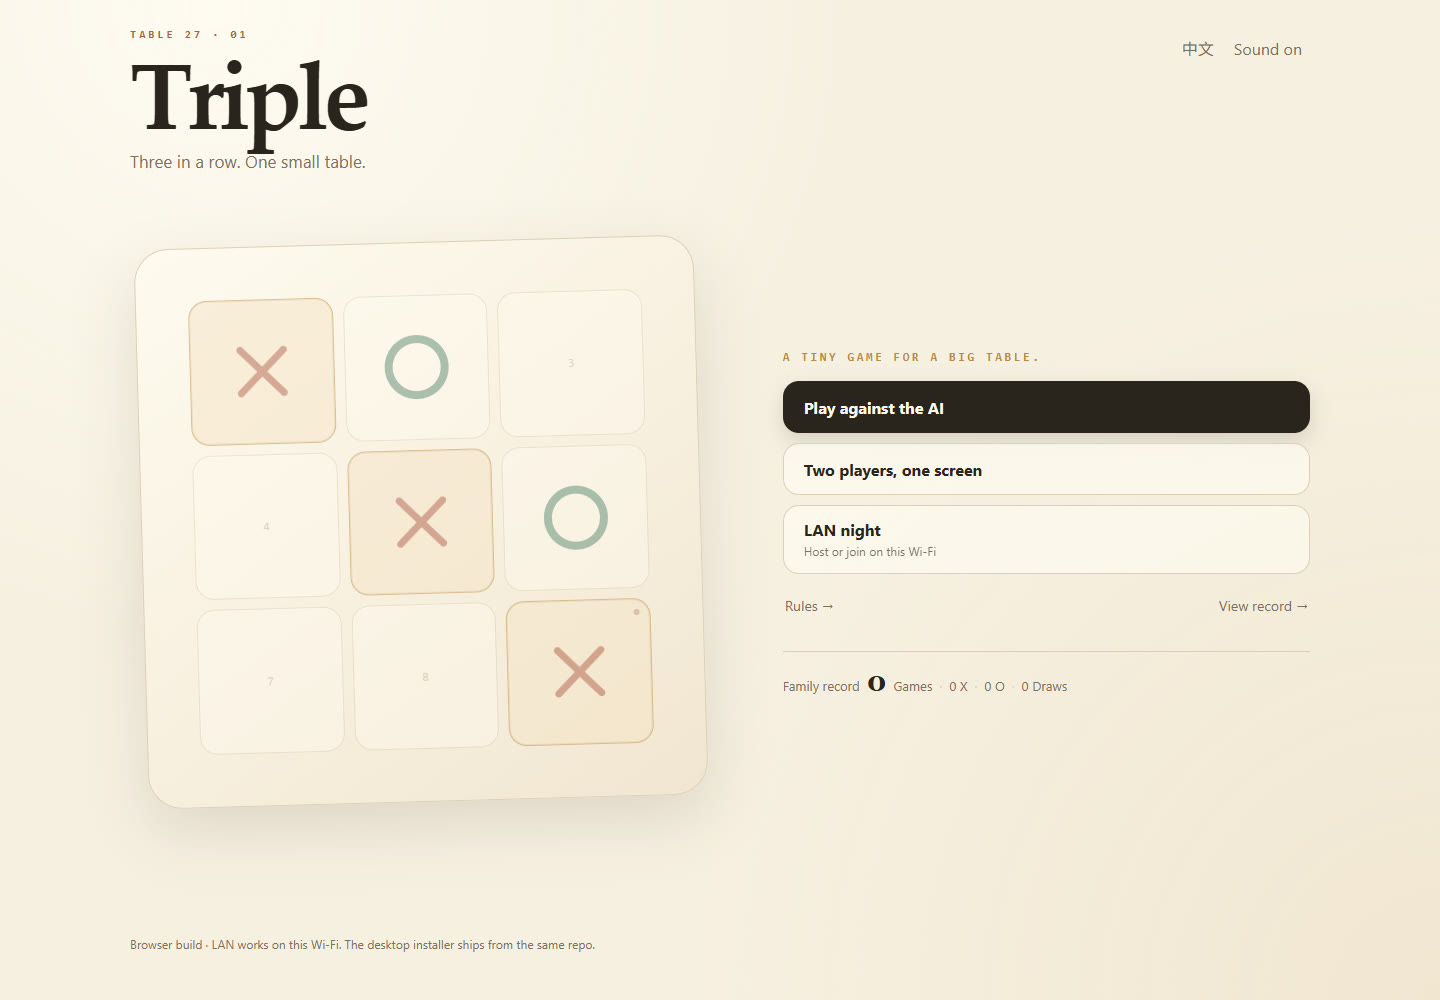 TABLE 27 · 01
中文 Sound on
Triple
Three in a row. One small table.
3
4
7
8
A TINY GAME FOR A BIG TABLE.
Play against the AI
Two players, one screen
LAN night
Host or join on this Wi-Fi
Rules → View record →
Family record 0 Games · 0 X · 0 O · 0 Draws
Browser build · LAN works on this Wi-Fi. The desktop installer ships from the same repo.